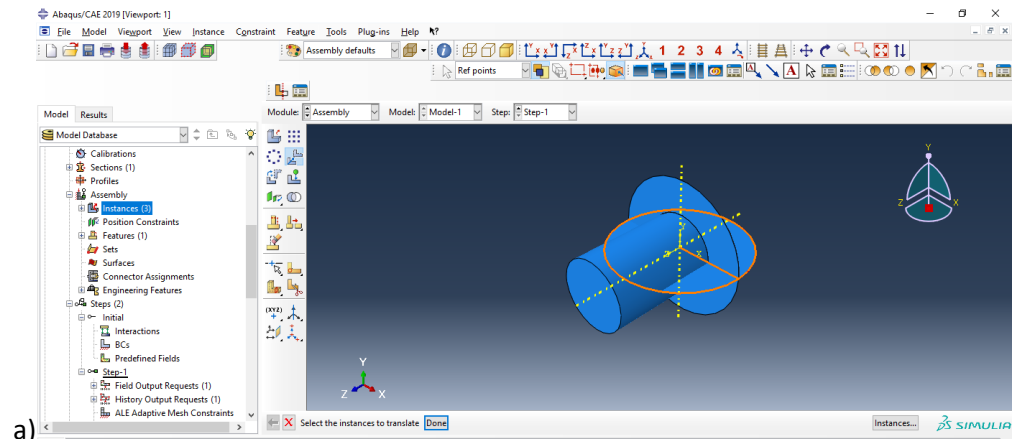 Abaqus/CAE 2019 [Viewport: 1]
File Model Viewport View Instance Constraint Feature Tools Plug-ins Help
Assembly defaults
1 2 3 4
Ref points
A A
Model Results
Module: Assembly Model: Model-1 Step: Step-1
Model Database
Calibrations
Sections (1)
Profiles
Assembly
Instances (3)
Position Constraints
Features (1)
Sets
Surfaces
Connector Assignments
Engineering Features
Steps (2)
Initial
Interactions
BCs
Predefined Fields
Step-1
Field Output Requests (1)
History Output Requests (1)
ALE Adaptive Mesh Constraints
(XYZ)
Y
Z X
Y
Z X
Y
Z X
Select the instances to translate Done
Instances...
SIMULIA
a)